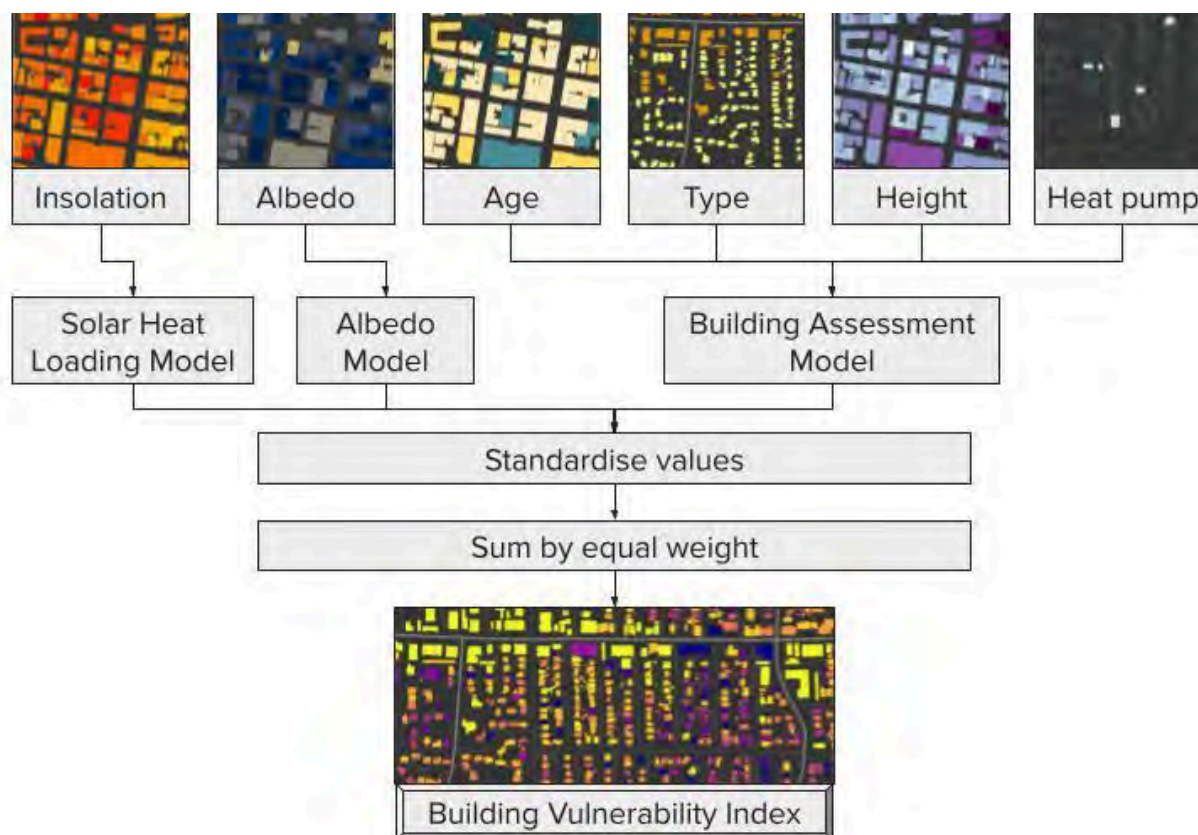 Insolation
Albedo
Age
Type
Height
Heat pump
Solar Heat
Loading Model
Albedo
Model
Building Assessment
Model
Standardise values
Sum by equal weight
Building Vulnerability Index